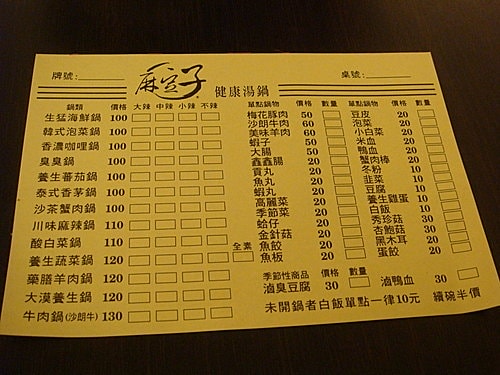 牌號:
麻豆子 健康湯鍋
桌號:
鍋類 價格 大辣 中辣 小辣 不辣
生猛海鮮鍋 100
韓式泡菜鍋 100
香濃咖哩鍋 100
臭臭鍋 100
養生蕃茄鍋 100
泰式香茅鍋 100
沙茶蟹肉鍋 100
川味麻辣鍋 110
酸白菜鍋 110
養生蔬菜鍋 120 全素
藥膳羊肉鍋 120
大漠養生鍋 120
牛肉鍋(沙朗牛) 130
單點鍋物 價格 數量
梅花豚肉 50
沙朗牛肉 60
美味羊肉 60
蝦子 50
大腸 50
鑫鑫腸 20
貢丸 20
魚丸 20
蝦丸 20
高麗菜 20
季節菜 20
蛤仔 20
金針菇 20
魚餃 20
魚板 20
單點鍋物 價格 數量
豆皮 20
泡菜 20
小白菜 20
米血 20
鴨血 20
蟹肉棒 20
冬粉 10
韭菜 10
豆腐 10
養生雞蛋 10
白飯 10
秀珍菇 30
杏鮑菇 30
黑木耳 20
蛋餃 20
季節性商品 價格 數量
滷臭豆腐 30 滷鴨血 30
未開鍋者白飯單點一律10元 續碗半價